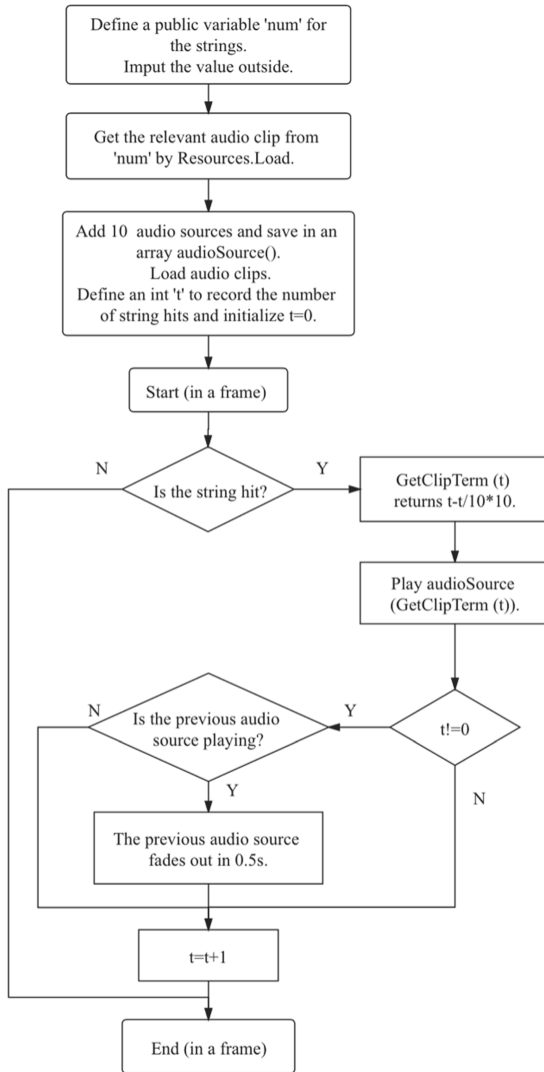 Define a public variable 'num' for
the strings.
Imput the value outside.
Get the relevant audio clip from
'num' by Resources.Load.
Add 10 audio sources and save in an
array audioSource().
Load audio clips.
Define an int 't' to record the number
of string hits and initialize t=0.
Start (in a frame)
N
Y
Is the string hit?
GetClipTerm (t)
returns t-t/10*10.
Play audioSource
(GetClipTerm (t)).
N
Is the previous audio
source playing?
Y
t!=0
Y
N
The previous audio source
fades out in 0.5s.
t=t+1
End (in a frame)